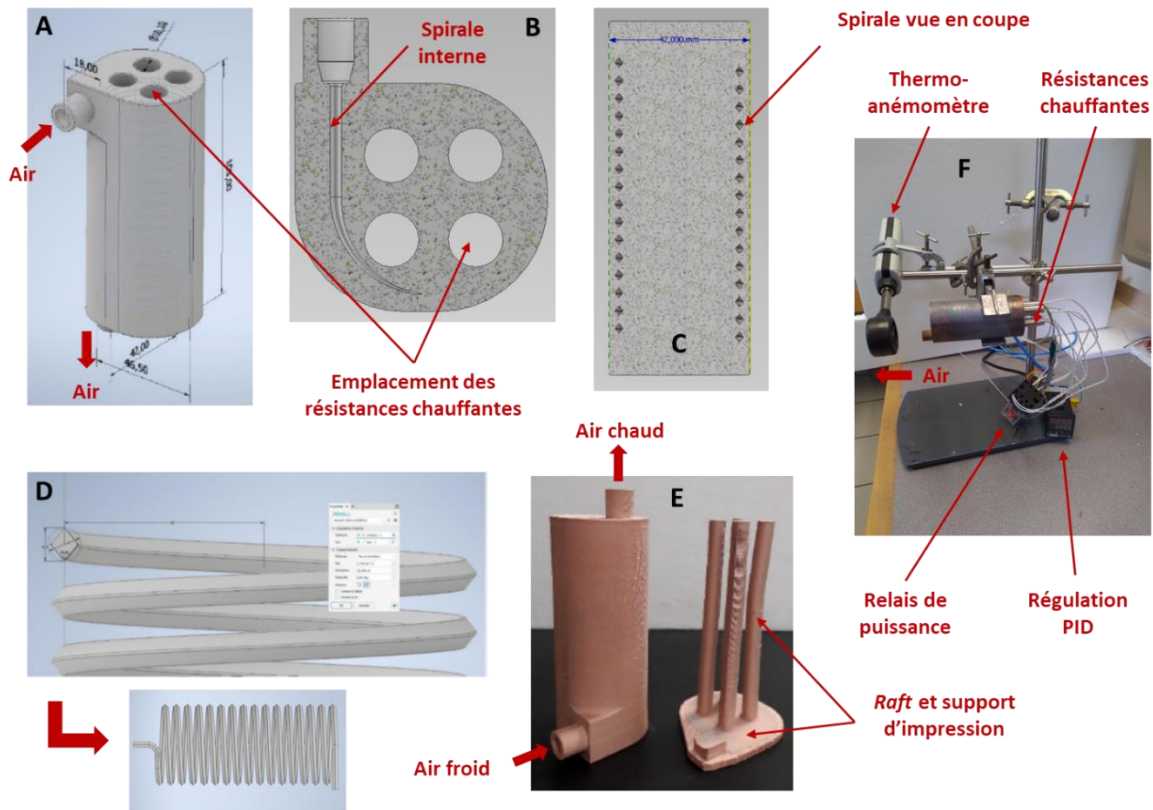 A
18,00
Air
42,00
46,50
Air
B
Spirale
interne
Emplacement des
résistances chauffantes
42,000 mm
C
Spirale vue en coupe
Thermo-
anémomètre
Résistances
chauffantes
F
Air
Relais de
puissance
Régulation
PID
D
Air chaud
E
Air froid
Raft et support
d'impression